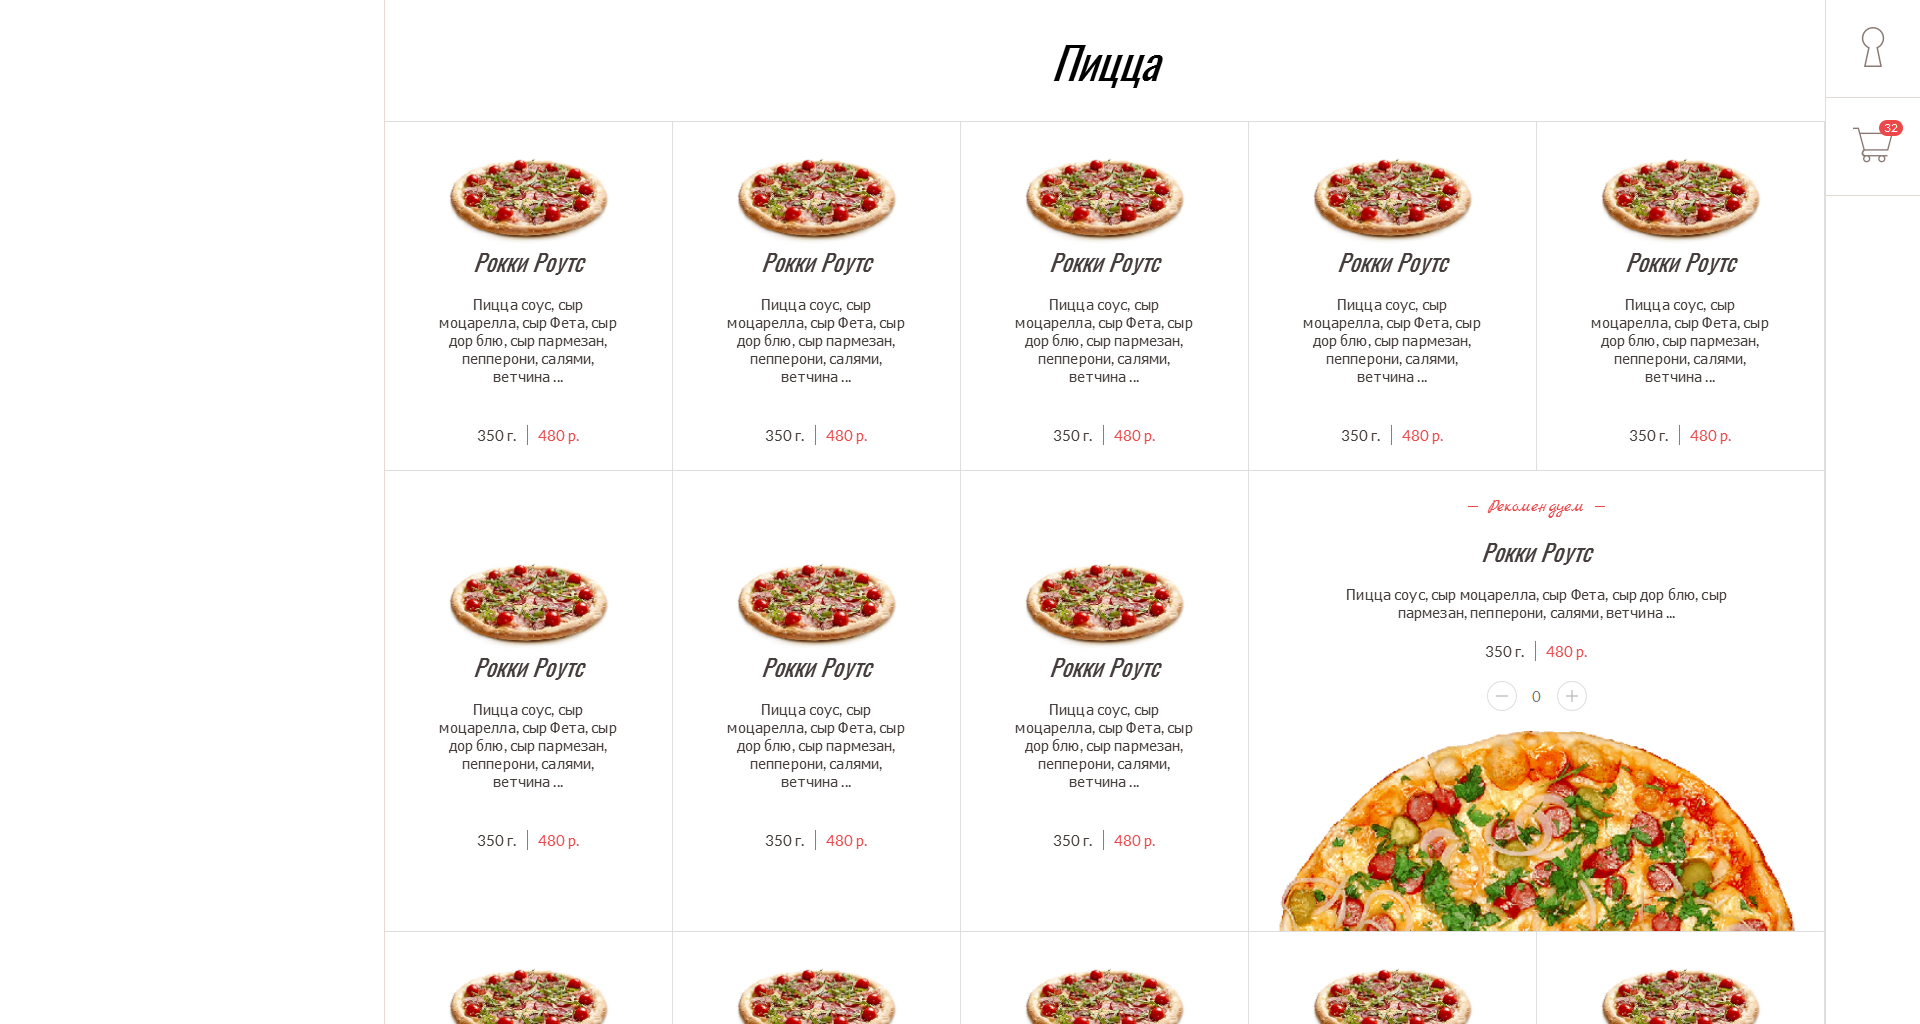 Пицца
32
Рокки Роутс
Пицца соус, сыр
моцарелла, сыр Фета, сыр
дор блю, сыр пармезан,
пепперони, салями,
ветчина ...
350 г. 480 р.
Рокки Роутс
Пицца соус, сыр
моцарелла, сыр Фета, сыр
дор блю, сыр пармезан,
пепперони, салями,
ветчина ...
350 г. 480 р.
Рокки Роутс
Пицца соус, сыр
моцарелла, сыр Фета, сыр
дор блю, сыр пармезан,
пепперони, салями,
ветчина ...
350 г. 480 р.
Рокки Роутс
Пицца соус, сыр
моцарелла, сыр Фета, сыр
дор блю, сыр пармезан,
пепперони, салями,
ветчина ...
350 г. 480 р.
Рокки Роутс
Пицца соус, сыр
моцарелла, сыр Фета, сыр
дор блю, сыр пармезан,
пепперони, салями,
ветчина ...
350 г. 480 р.
Рокки Роутс
Пицца соус, сыр
моцарелла, сыр Фета, сыр
дор блю, сыр пармезан,
пепперони, салями,
ветчина ...
350 г. 480 р.
Рокки Роутс
Пицца соус, сыр
моцарелла, сыр Фета, сыр
дор блю, сыр пармезан,
пепперони, салями,
ветчина ...
350 г. 480 р.
Рокки Роутс
Пицца соус, сыр
моцарелла, сыр Фета, сыр
дор блю, сыр пармезан,
пепперони, салями,
ветчина ...
350 г. 480 р.
— Рекомендуем —
Рокки Роутс
Пицца соус, сыр моцарелла, сыр Фета, сыр дор блю, сыр
пармезан, пепперони, салями, ветчина ...
350 г. 480 р.
0